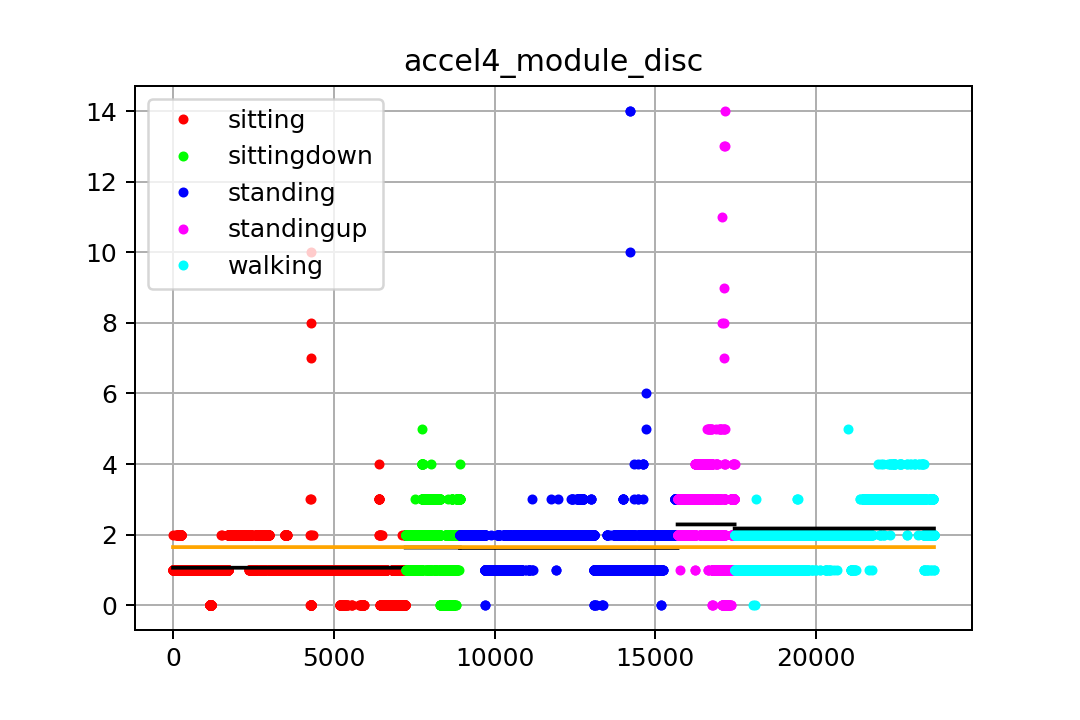 accel4_module_disc
14
12
10
8
6
4
2
0
sitting
sittingdown
standing
standingup
walking
0 5000 10000 15000 20000